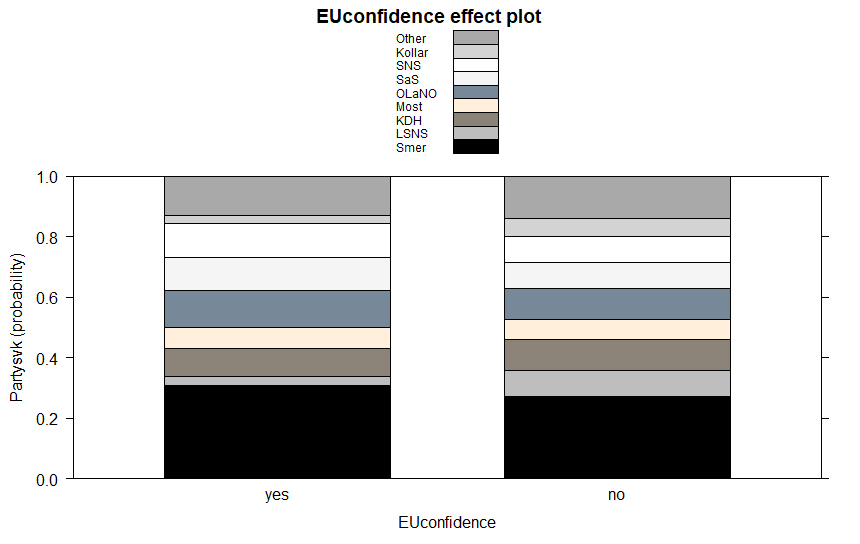 EUconfidence effect plot
Other
Kollar
SNS
SaS
OLaNO
Most
KDH
LSNS
Smer
1.0
0.8
0.6
0.4
0.2
0.0
Partysvk (probability)
yes
no
EUconfidence